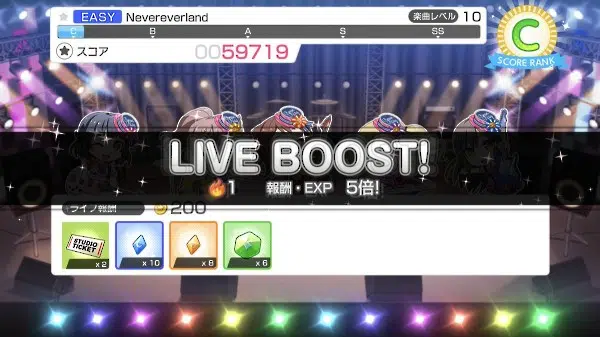 EASY Nevereverland 楽曲レベル 10
C B A S SS
スコア 0059719
C
SCORE RANK
LIVE BOOST!
1 報酬・EXP 5倍!
ライブ報酬 200
STUDIO TICKET
x 2 x 10 x 8 x 6